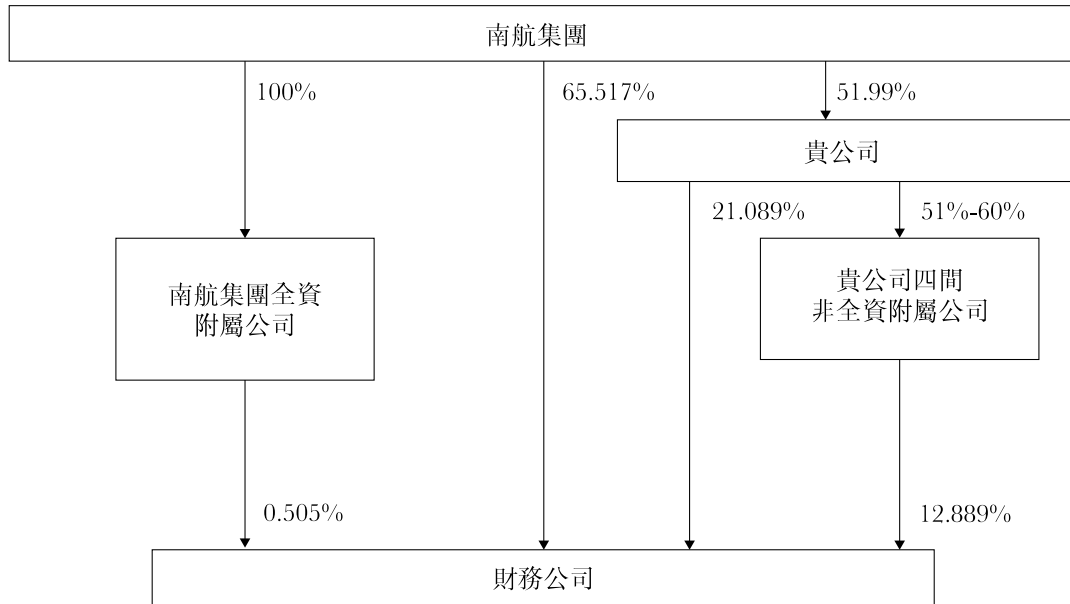 南航集團
100%
65.517%
51.99%
貴公司
21.089%
51%-60%
南航集團全資
附屬公司
貴公司四間
非全資附屬公司
0.505%
12.889%
財務公司